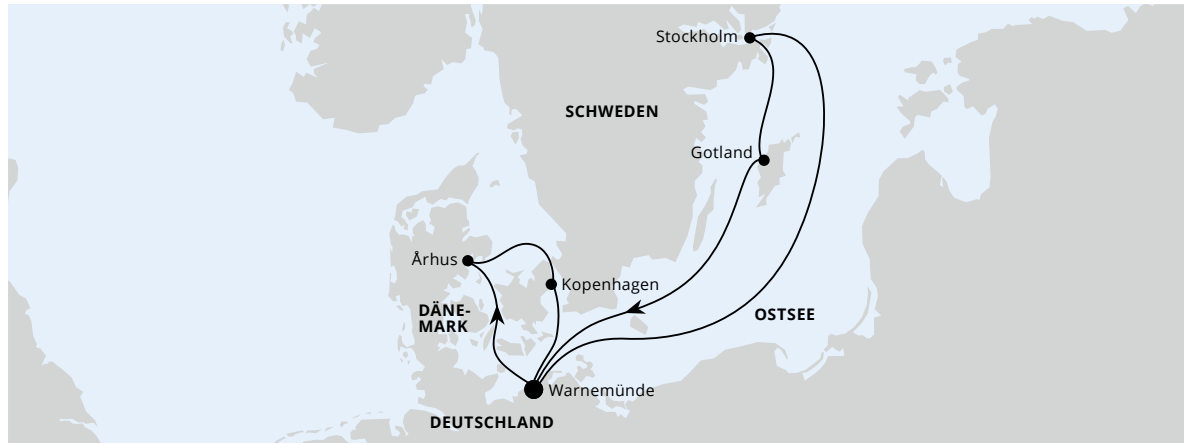 Stockholm
SCHWEDEN
Gotland
Århus
Kopenhagen
DÄNE-
MARK
OSTSEE
Warnemünde
DEUTSCHLAND